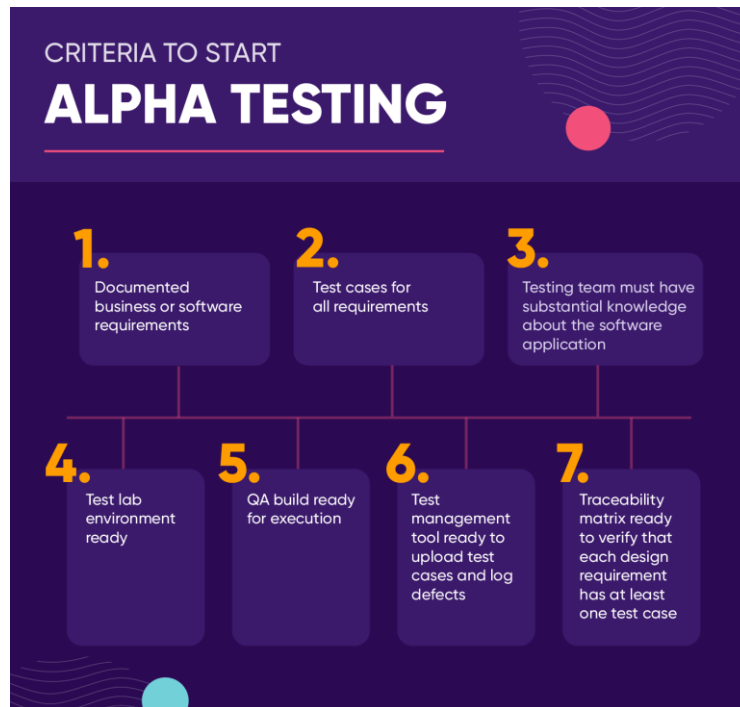 CRITERIA TO START
ALPHA TESTING
1.
Documented
business or software
requirements
2.
Test cases for
all requirements
3.
Testing team must have
substantial knowledge
about the software
application
4.
Test lab
environment
ready
5.
QA build ready
for execution
6.
Test
management
tool ready to
upload test
cases and log
defects
7.
Traceability
matrix ready
to verify that
each design
requirement
has at least
one test case